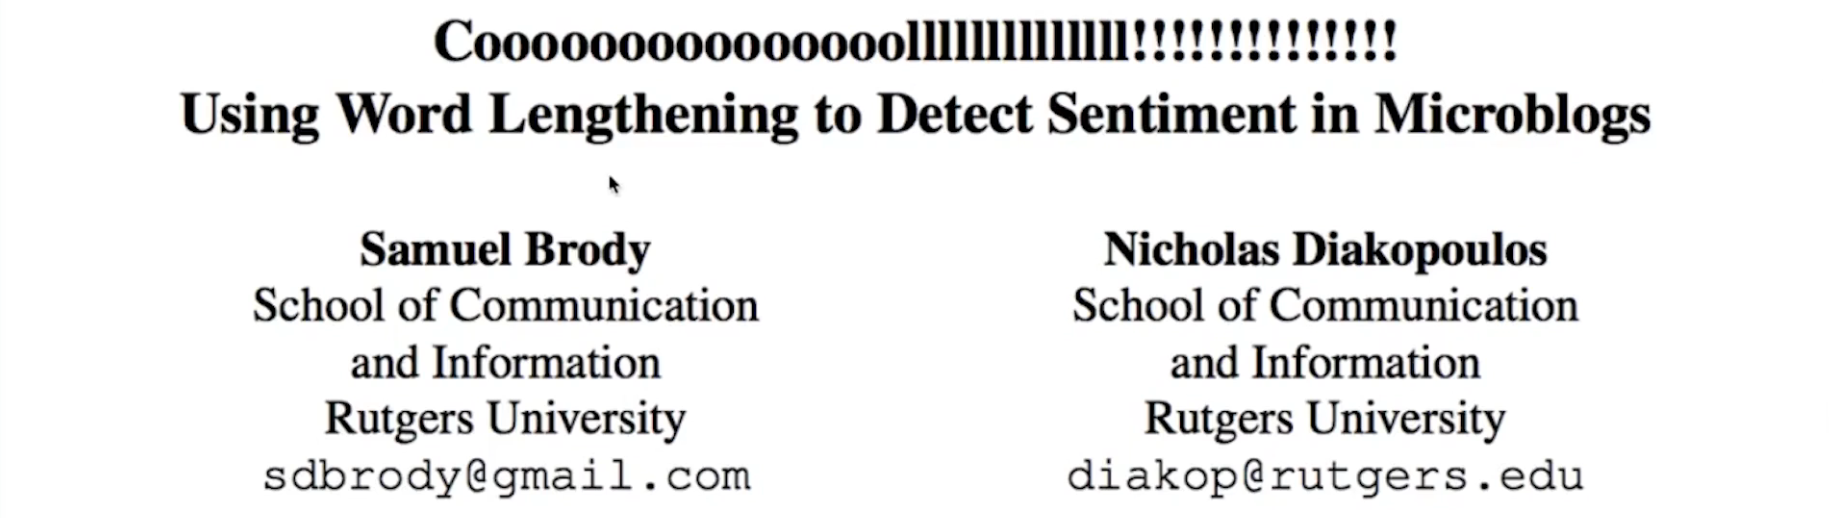 Cooooooooooooooollllllllllllll!!!!!!!!!!!!!!
Using Word Lengthening to Detect Sentiment in Microblogs
Samuel Brody
School of Communication
and Information
Rutgers University
sdbrody@gmail.com
Nicholas Diakopoulos
School of Communication
and Information
Rutgers University
diakop@rutgers.edu